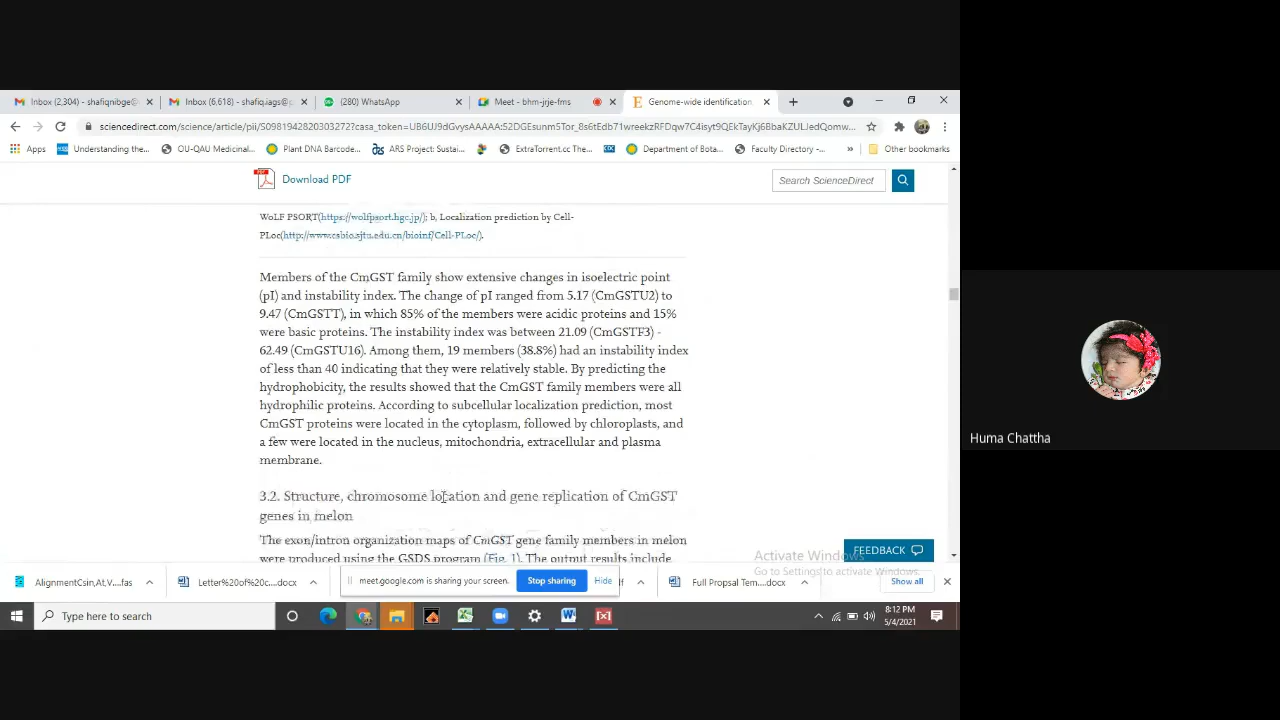 Inbox (2,304) - shafiqnibge@
Inbox (6,618) - shafiq.iags@
(280) WhatsApp
Meet - bhm-jrje-fms
Genome-wide identification
sciencedirect.com/science/article/pii/
Apps
Understanding the...
OU-QAU Medicinal...
Plant DNA Barcode...
ARS Project: Sustai...
ExtraTorrent.cc The...
Department of Bota...
Faculty Directory -...
»
Other bookmarks
Download PDF
Search ScienceDirect
WoLF PSORT(https://wolfpsort.hgc.jp/); b, Localization prediction by Cell-
PLoc(http://www.csbio.sjtu.edu.cn/bioinf/Cell-PLoc/).
Members of the CmGST family show extensive changes in isoelectric point
(pI) and instability index. The change of pI ranged from 5.17 (CmGSTU2) to
9.47 (CmGSTT), in which 85% of the members were acidic proteins and 15%
were basic proteins. The instability index was between 21.09 (CmGSTF3) -
62.49 (CmGSTU16). Among them, 19 members (38.8%) had an instability index
of less than 40 indicating that they were relatively stable. By predicting the
hydrophobicity, the results showed that the CmGST family members were all
hydrophilic proteins. According to subcellular localization prediction, most
CmGST proteins were located in the cytoplasm, followed by chloroplasts, and
a few were located in the nucleus, mitochondria, extracellular and plasma
membrane.
3.2. Structure, chromosome location and gene replication of CmGST
genes in melon
The exon/intron organization maps of CmGST gene family members in melon
were produced using the GSDS program (Fig. 1). The output results include
FEEDBACK
Activate Windows
Go to Settings to activate Windows.
Huma Chattha
AlignmentCsin,At,V....fas
Letter%20of%20c...docx
meet.google.com is sharing your screen.
Stop sharing
Hide
Full Propsal Tem....docx
Show all
Type here to search
8:12 PM
5/4/2021